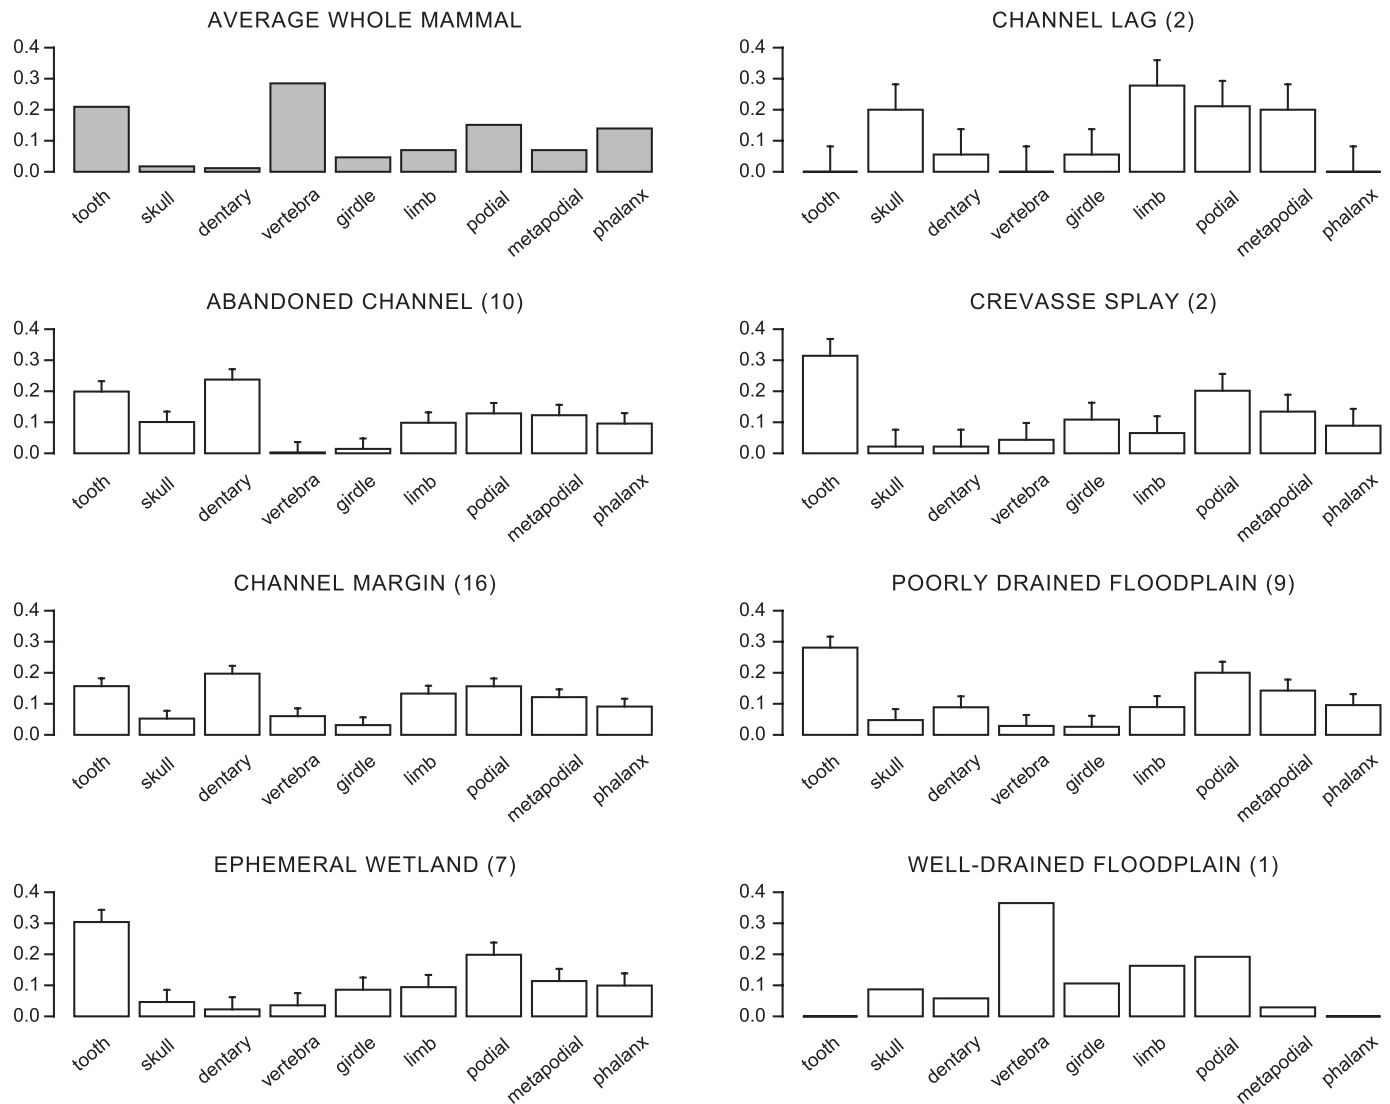 AVERAGE WHOLE MAMMAL
0.4
0.3
0.2
0.1
0.0
tooth skull dentary vertebra girdle limb podial metapodial phalanx
CHANNEL LAG (2)
0.4
0.3
0.2
0.1
0.0
tooth skull dentary vertebra girdle limb podial metapodial phalanx
ABANDONED CHANNEL (10)
0.4
0.3
0.2
0.1
0.0
tooth skull dentary vertebra girdle limb podial metapodial phalanx
CREVASSE SPLAY (2)
0.4
0.3
0.2
0.1
0.0
tooth skull dentary vertebra girdle limb podial metapodial phalanx
CHANNEL MARGIN (16)
0.4
0.3
0.2
0.1
0.0
tooth skull dentary vertebra girdle limb podial metapodial phalanx
POORLY DRAINED FLOODPLAIN (9)
0.4
0.3
0.2
0.1
0.0
tooth skull dentary vertebra girdle limb podial metapodial phalanx
EPHEMERAL WETLAND (7)
0.4
0.3
0.2
0.1
0.0
tooth skull dentary vertebra girdle limb podial metapodial phalanx
WELL-DRAINED FLOODPLAIN (1)
0.4
0.3
0.2
0.1
0.0
tooth skull dentary vertebra girdle limb podial metapodial phalanx